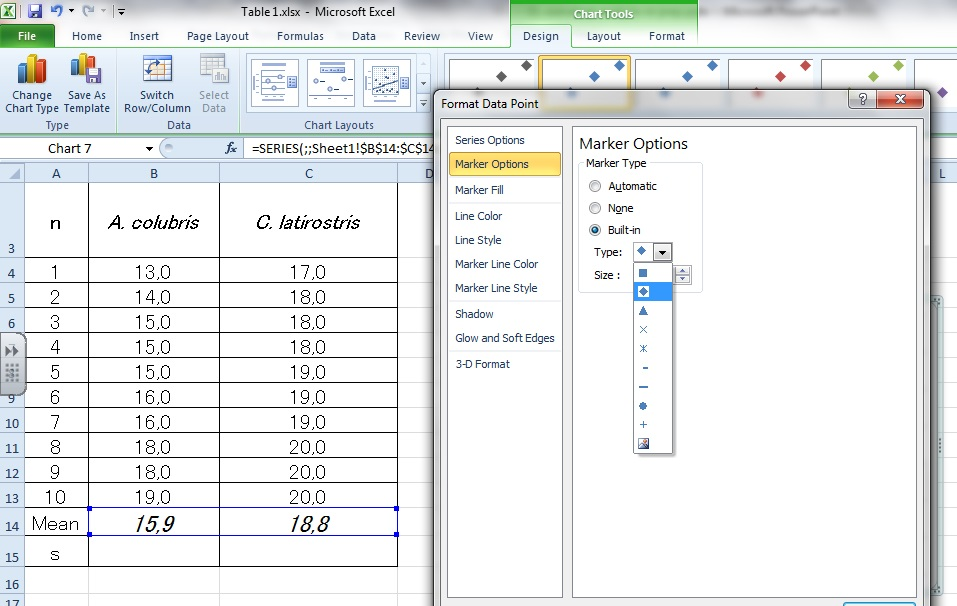 Table 1.xlsx - Microsoft Excel
Chart Tools
File Home Insert Page Layout Formulas Data Review View Design Layout Format
Change Chart Type
Save As Template
Switch Row/Column
Select Data
Type Data Chart Layouts
Chart 7 fx =SERIES(;;Sheet1!$B$14:$C$14
A B C D L
3 n A. colubris C. latirostris
4 1 13,0 17,0
5 2 14,0 18,0
6 3 15,0 18,0
4 15,0 18,0
5 15,0 19,0
9 6 16,0 19,0
10 7 16,0 19,0
11 8 18,0 20,0
12 9 18,0 20,0
13 10 19,0 20,0
14 Mean 15,9 18,8
15 s
16
17
Format Data Point
Series Options
Marker Options
Marker Fill
Line Color
Line Style
Marker Line Color
Marker Line Style
Shadow
Glow and Soft Edges
3-D Format
Marker Options
Marker Type
Automatic
None
Built-in
Type:
Size :